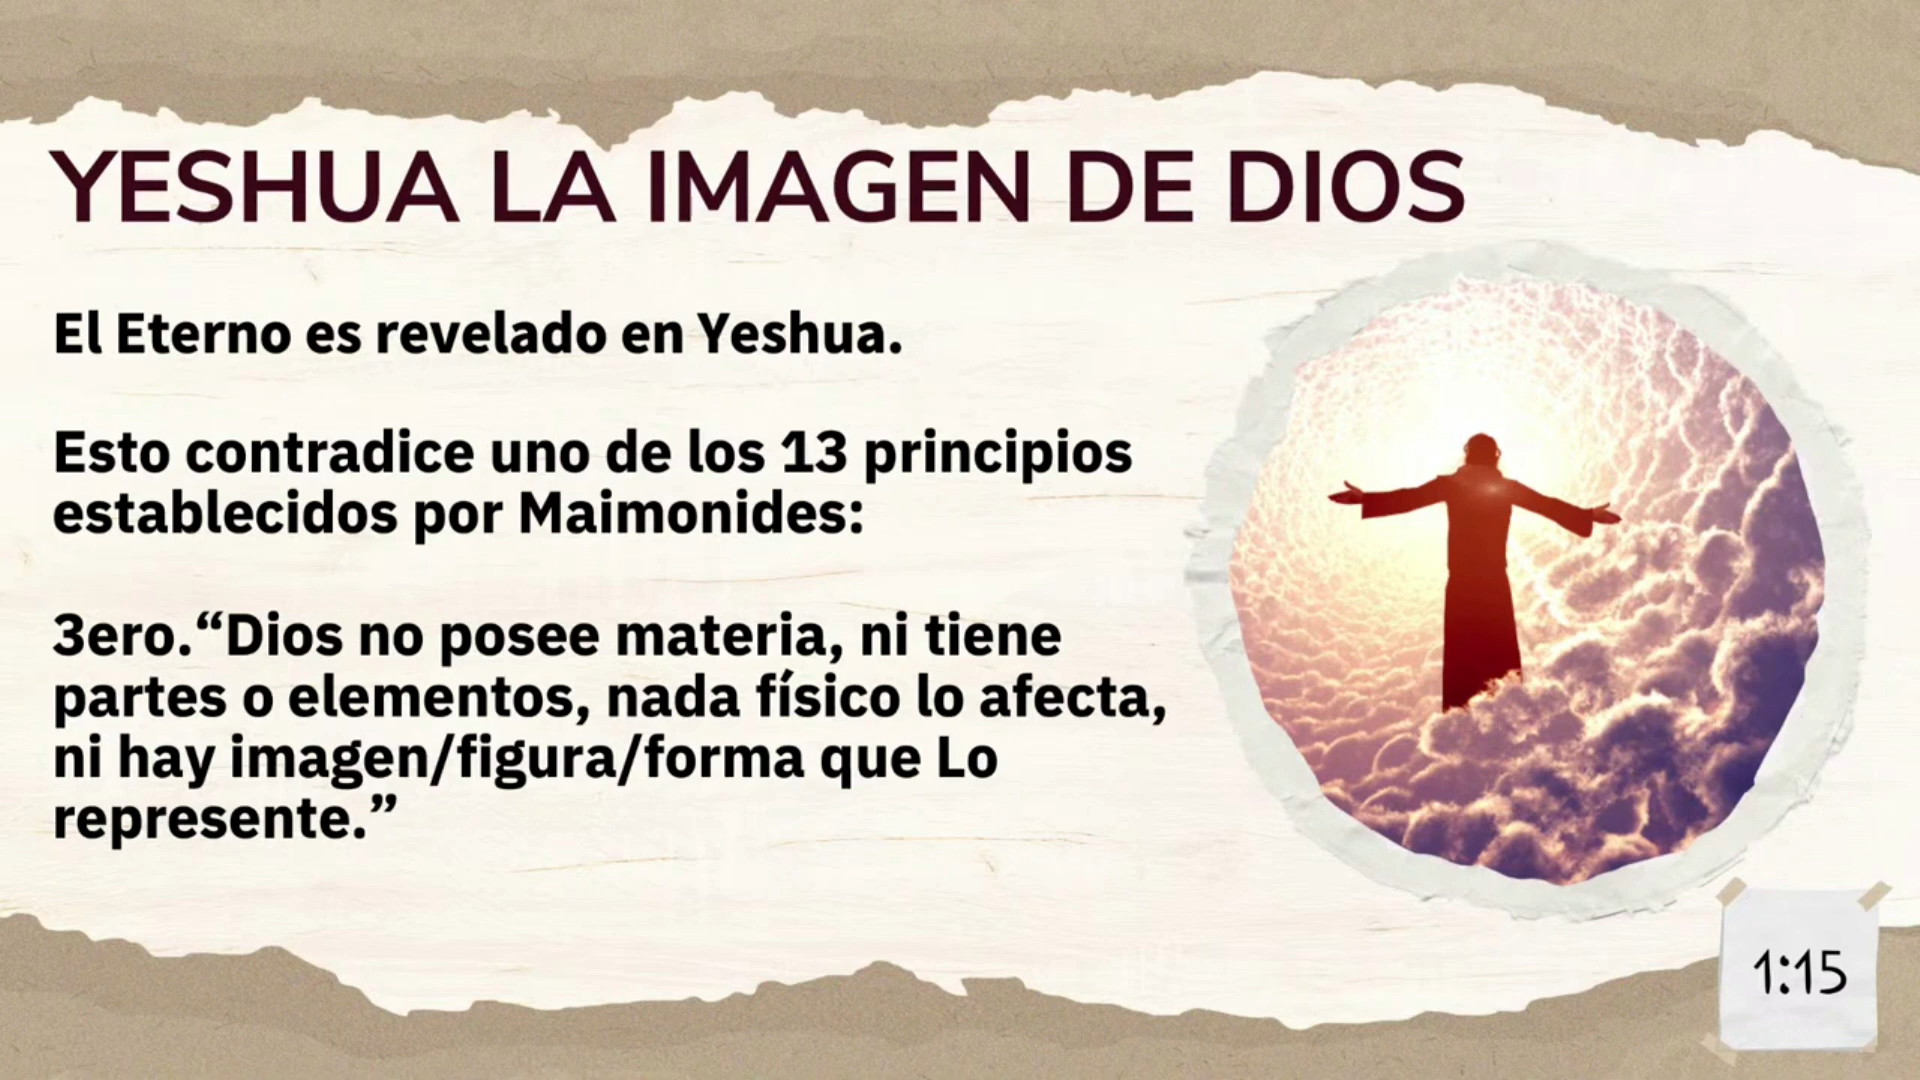 YESHUA LA IMAGEN DE DIOS
El Eterno es revelado en Yeshua.
Esto contradice uno de los 13 principios
establecidos por Maimonides:
3ero.“Dios no posee materia, ni tiene
partes o elementos, nada físico lo afecta,
ni hay imagen/figura/forma que Lo
represente.”
1:15